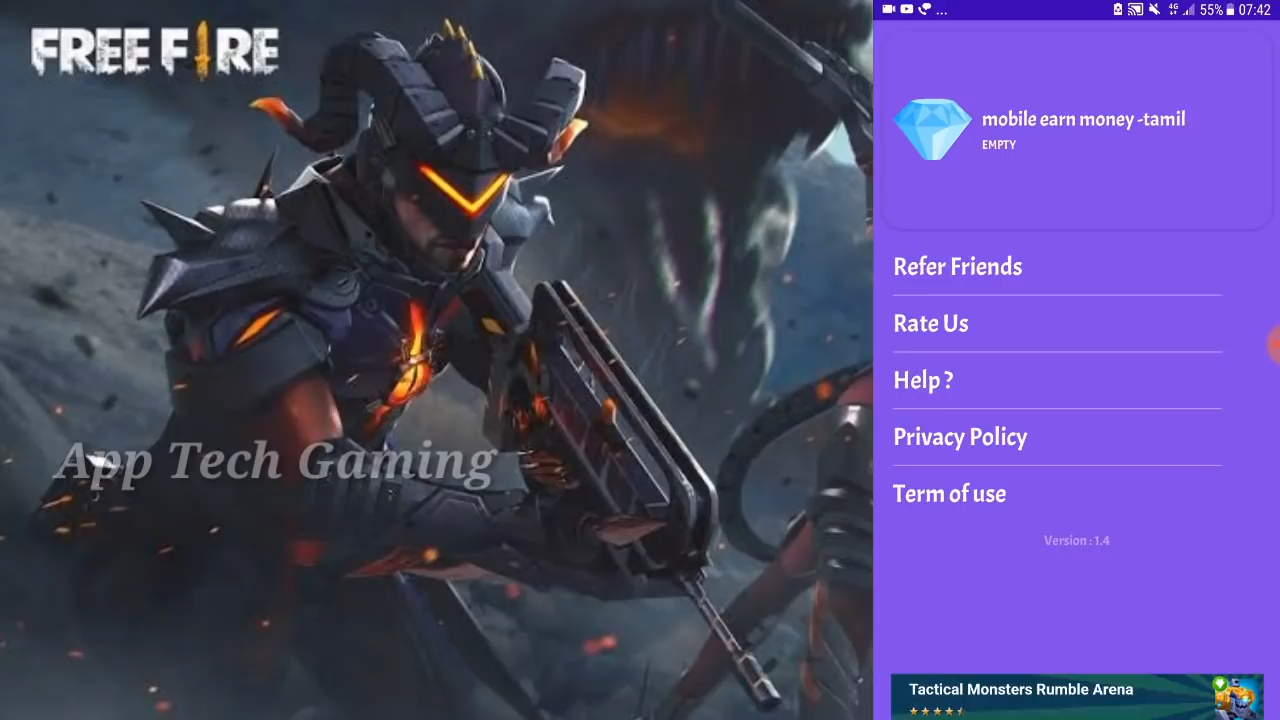 FREE FIRE
App Tech Gaming
...
4G 55% 07:42
mobile earn money -tamil
EMPTY
Refer Friends
Rate Us
Help ?
Privacy Policy
Term of use
Version : 1.4
Tactical Monsters Rumble Arena